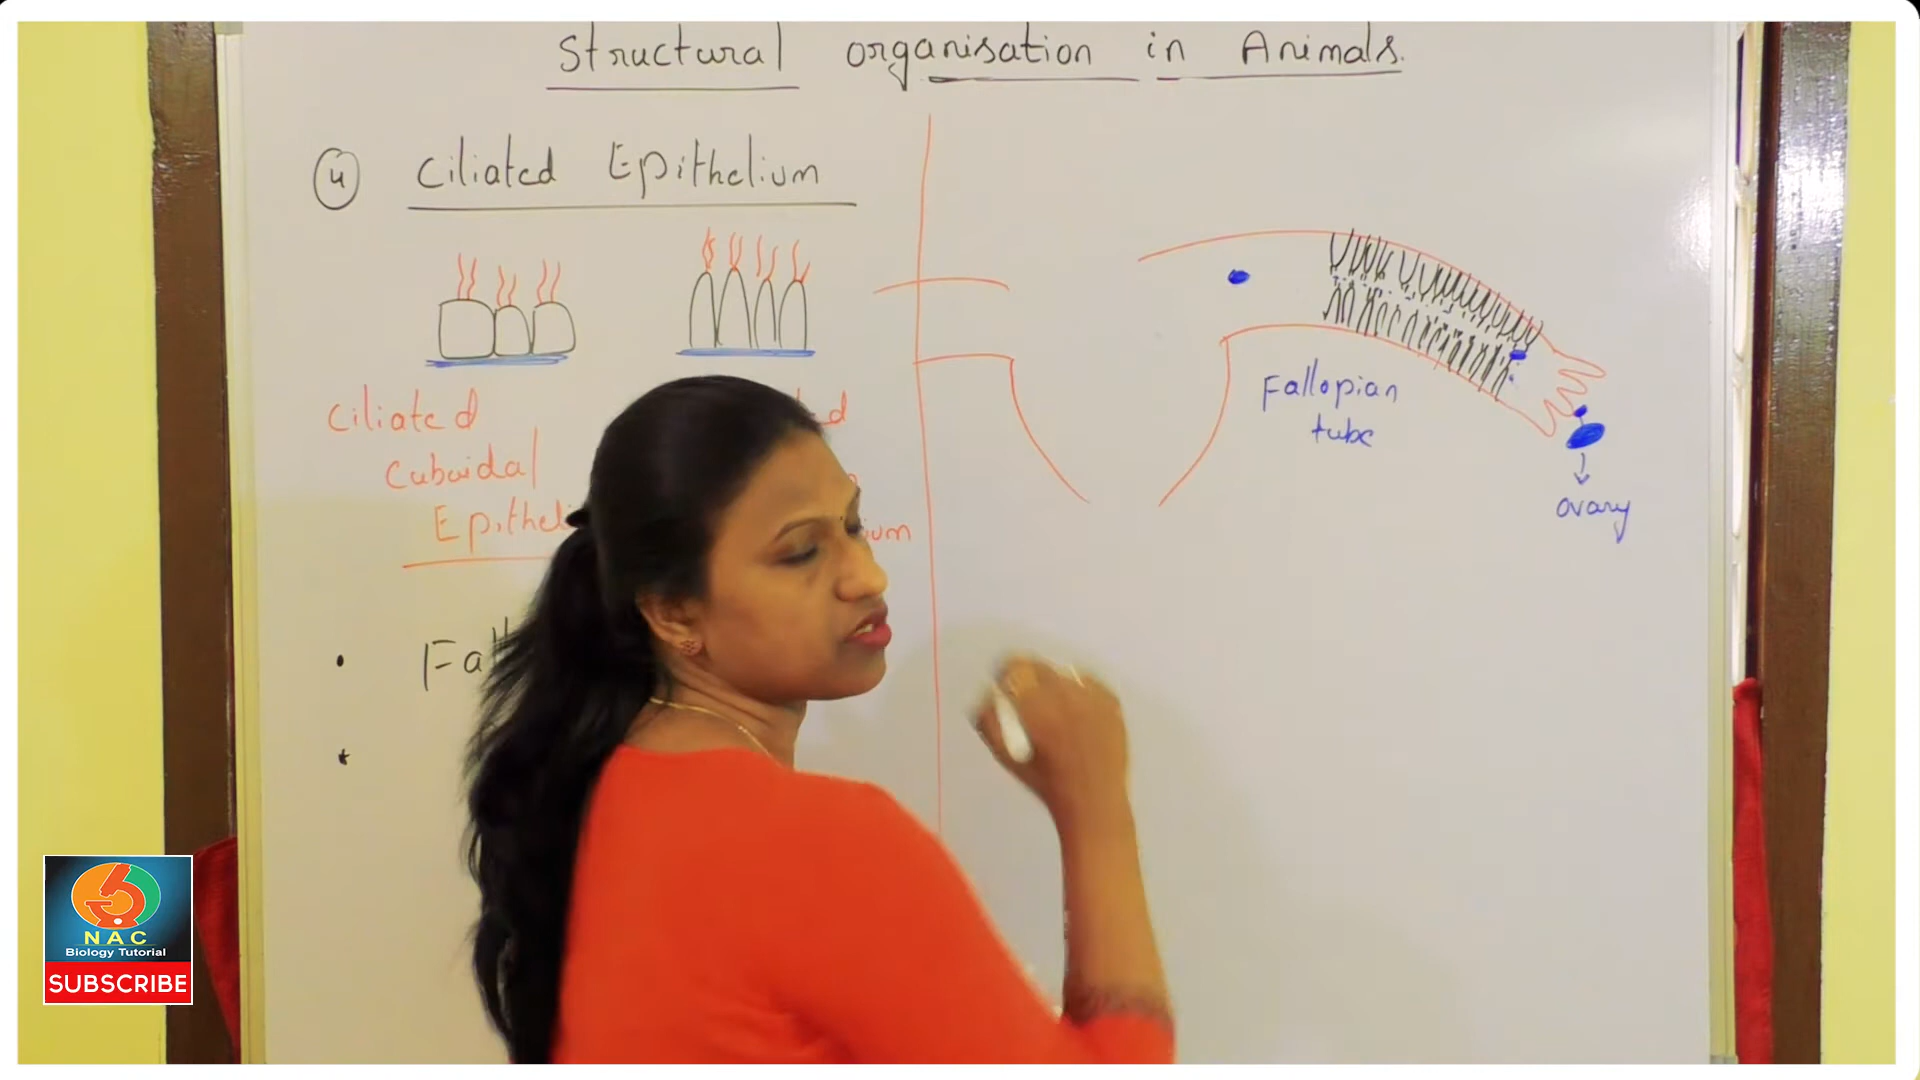 Structural organisation in Animals.
4 Ciliated Epithelium
Ciliated
Cuboidal
Fallopian
tube
ovary
NAC
Biology Tutorial
SUBSCRIBE